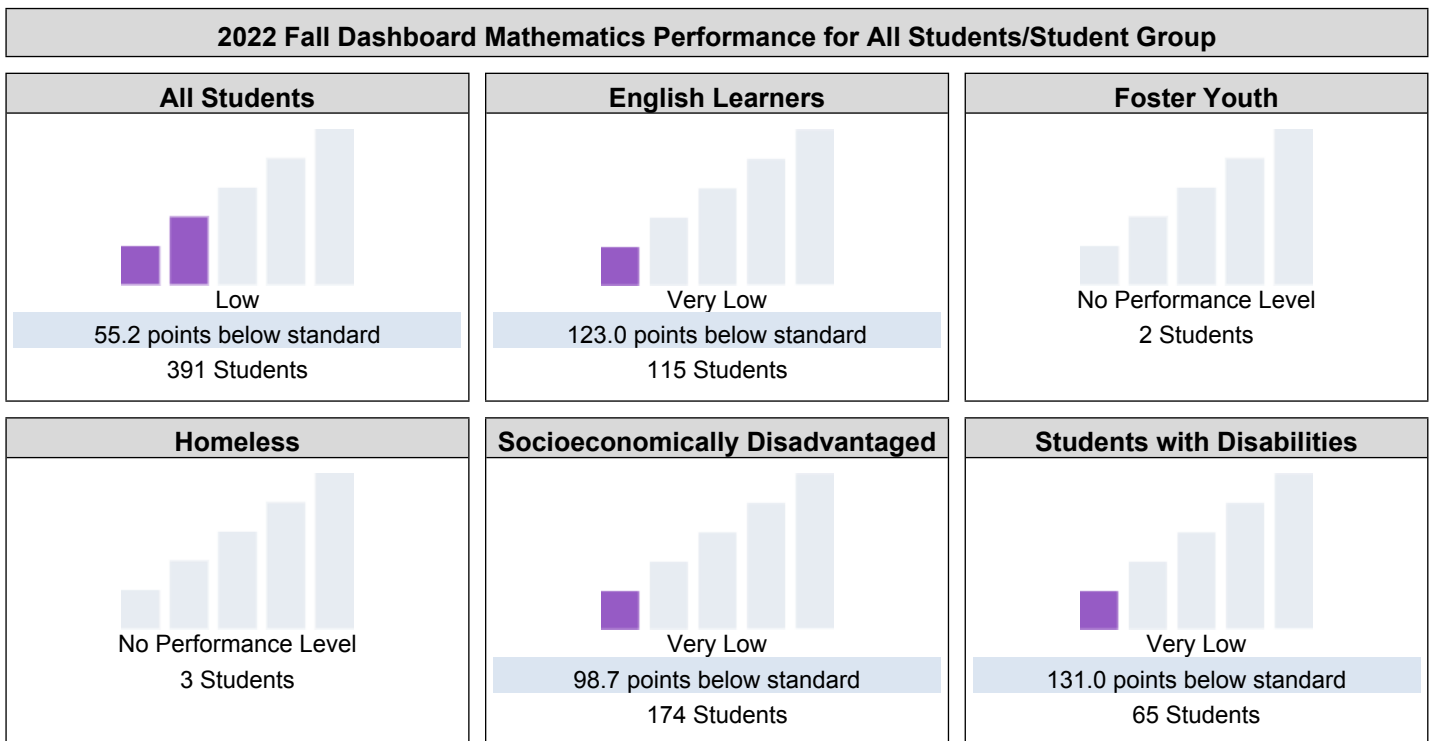 2022 Fall Dashboard Mathematics Performance for All Students/Student Group
All Students
Low
55.2 points below standard
391 Students
English Learners
Very Low
123.0 points below standard
115 Students
Foster Youth
No Performance Level
2 Students
Homeless
No Performance Level
3 Students
Socioeconomically Disadvantaged
Very Low
98.7 points below standard
174 Students
Students with Disabilities
Very Low
131.0 points below standard
65 Students